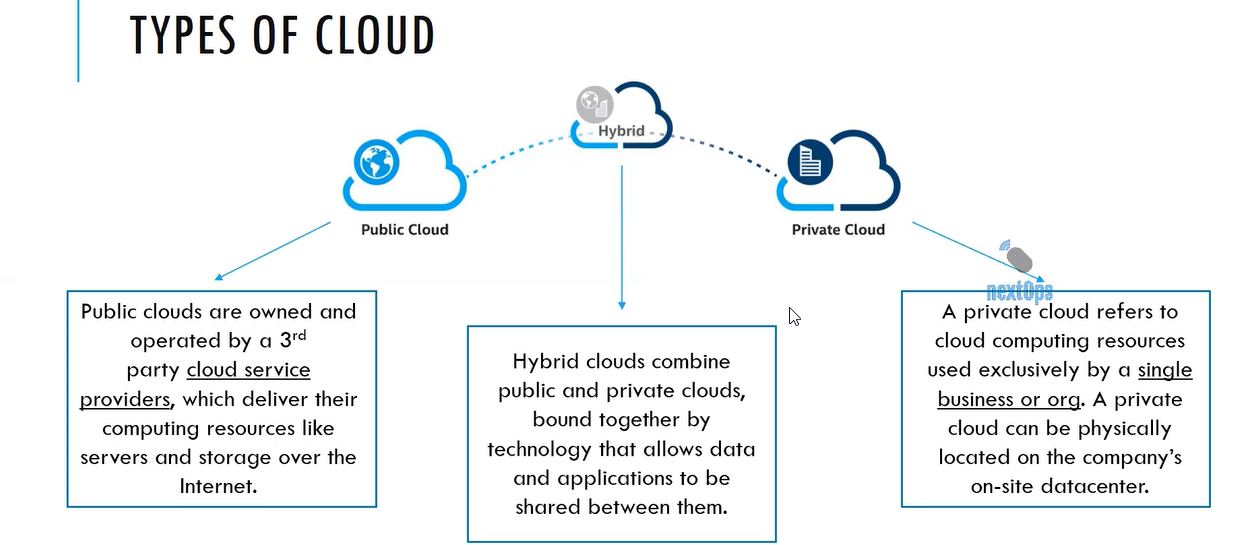 TYPES OF CLOUD
Hybrid
Public Cloud
Private Cloud
nextOps
Public clouds are owned and
operated by a 3rd
party cloud service
providers, which deliver their
computing resources like
servers and storage over the
Internet.
Hybrid clouds combine
public and private clouds,
bound together by
technology that allows data
and applications to be
shared between them.
A private cloud refers to
cloud computing resources
used exclusively by a single
business or org. A private
cloud can be physically
located on the company's
on-site datacenter.